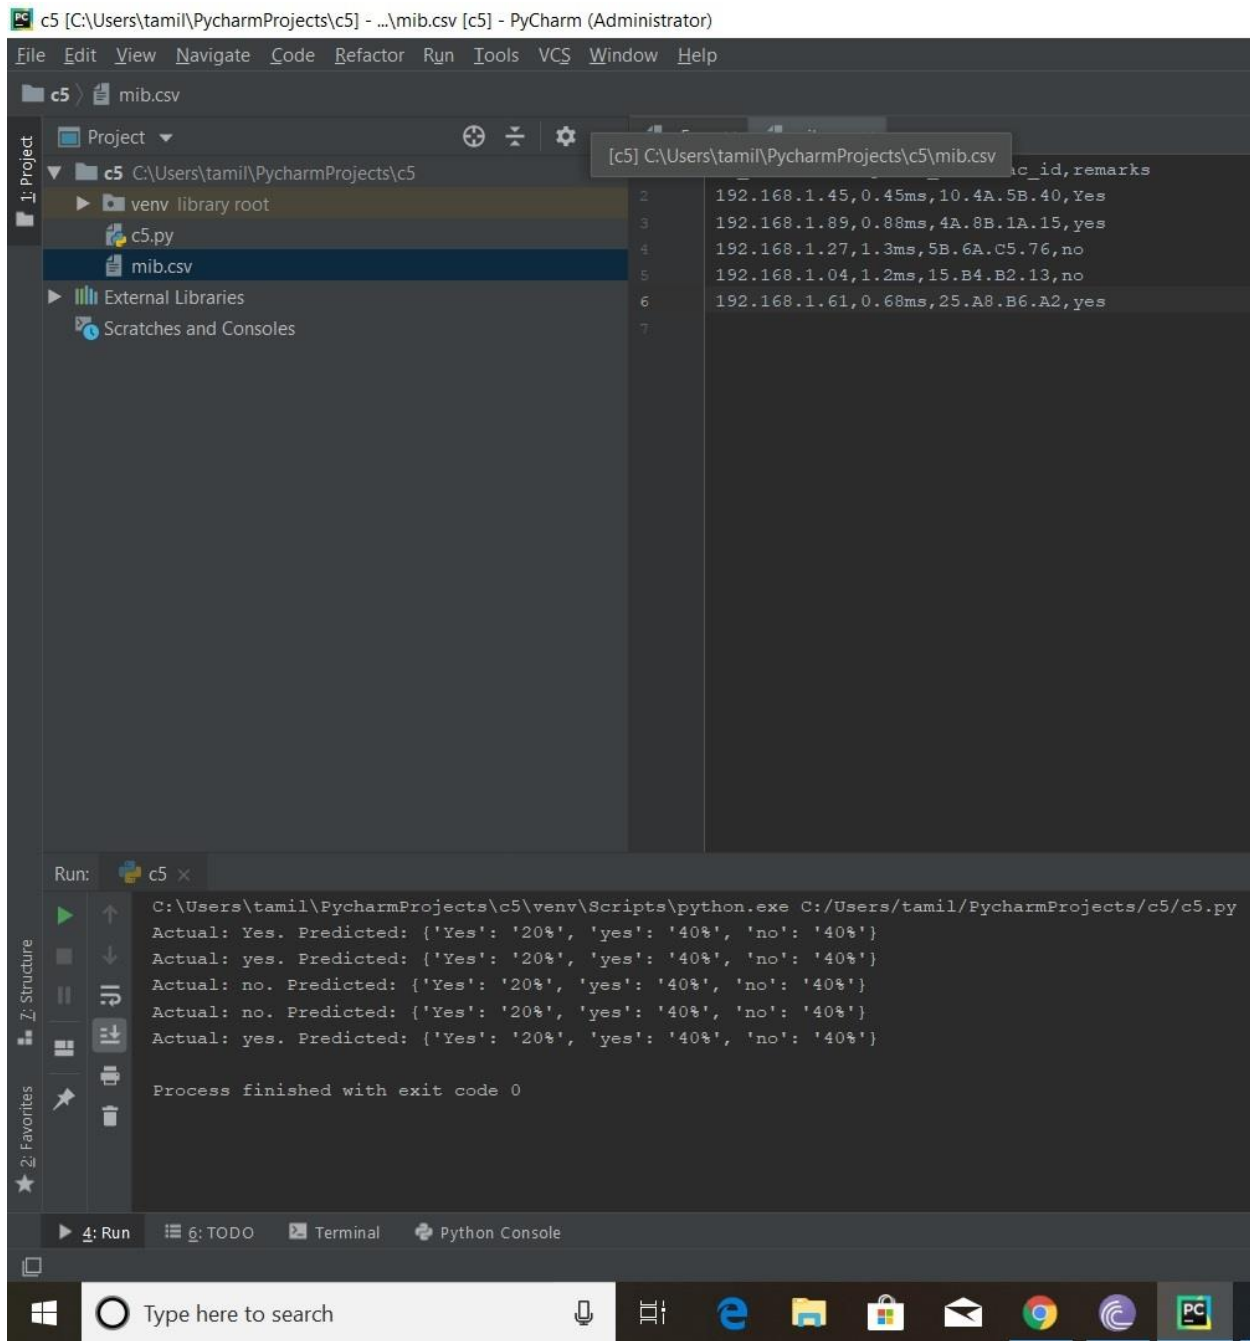 c5 [C:\Users\tamil\PycharmProjects\c5] - ...\mib.csv [c5] - PyCharm (Administrator)
File Edit View Navigate Code Refactor Run Tools VCS Window Help
c5 mib.csv
Project
[c5] C:\Users\tamil\PycharmProjects\c5\mib.csv
1: Project
c5 C:\Users\tamil\PycharmProjects\c5
venv library root
c5.py
mib.csv
External Libraries
Scratches and Consoles
c_id,remarks
2 192.168.1.45,0.45ms,10.4A.5B.40,Yes
3 192.168.1.89,0.88ms,4A.8B.1A.15,yes
4 192.168.1.27,1.3ms,5B.6A.C5.76,no
5 192.168.1.04,1.2ms,15.B4.B2.13,no
6 192.168.1.61,0.68ms,25.A8.B6.A2,yes
7
Run: c5
C:\Users\tamil\PycharmProjects\c5\venv\Scripts\python.exe C:/Users/tamil/PycharmProjects/c5/c5.py
Actual: Yes. Predicted: {'Yes': '20%', 'yes': '40%', 'no': '40%'}
Actual: yes. Predicted: {'Yes': '20%', 'yes': '40%', 'no': '40%'}
Actual: no. Predicted: {'Yes': '20%', 'yes': '40%', 'no': '40%'}
Actual: no. Predicted: {'Yes': '20%', 'yes': '40%', 'no': '40%'}
Actual: yes. Predicted: {'Yes': '20%', 'yes': '40%', 'no': '40%'}
Process finished with exit code 0
7: Structure
2: Favorites
4: Run 6: TODO Terminal Python Console
Type here to search
PC